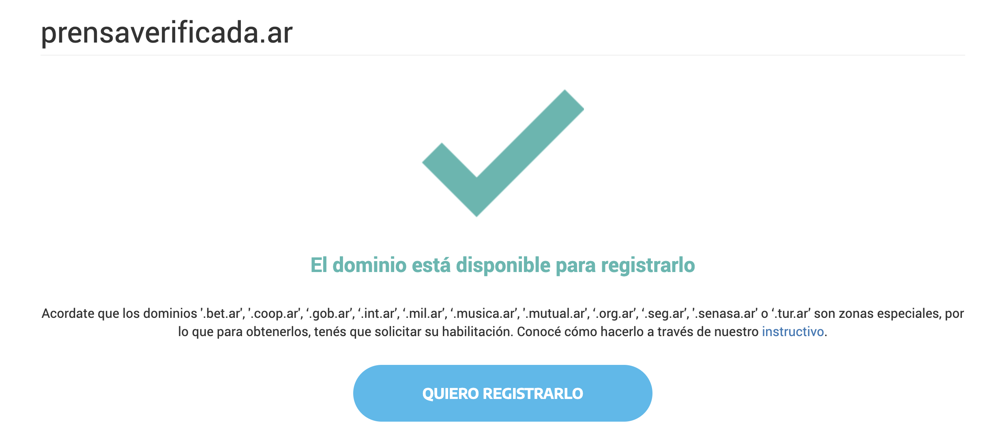 prensaverificada.ar
El dominio está disponible para registrarlo
Acordate que los dominios '.bet.ar', '.coop.ar', ‘.gob.ar’, ‘.int.ar’, ‘.mil.ar’, ‘.musica.ar’, '.mutual.ar', ‘.org.ar’, ‘.seg.ar’, '.senasa.ar' o ‘.tur.ar’ son zonas especiales, por
lo que para obtenerlos, tenés que solicitar su habilitación. Conocé cómo hacerlo a través de nuestro instructivo.
QUIERO REGISTRARLO